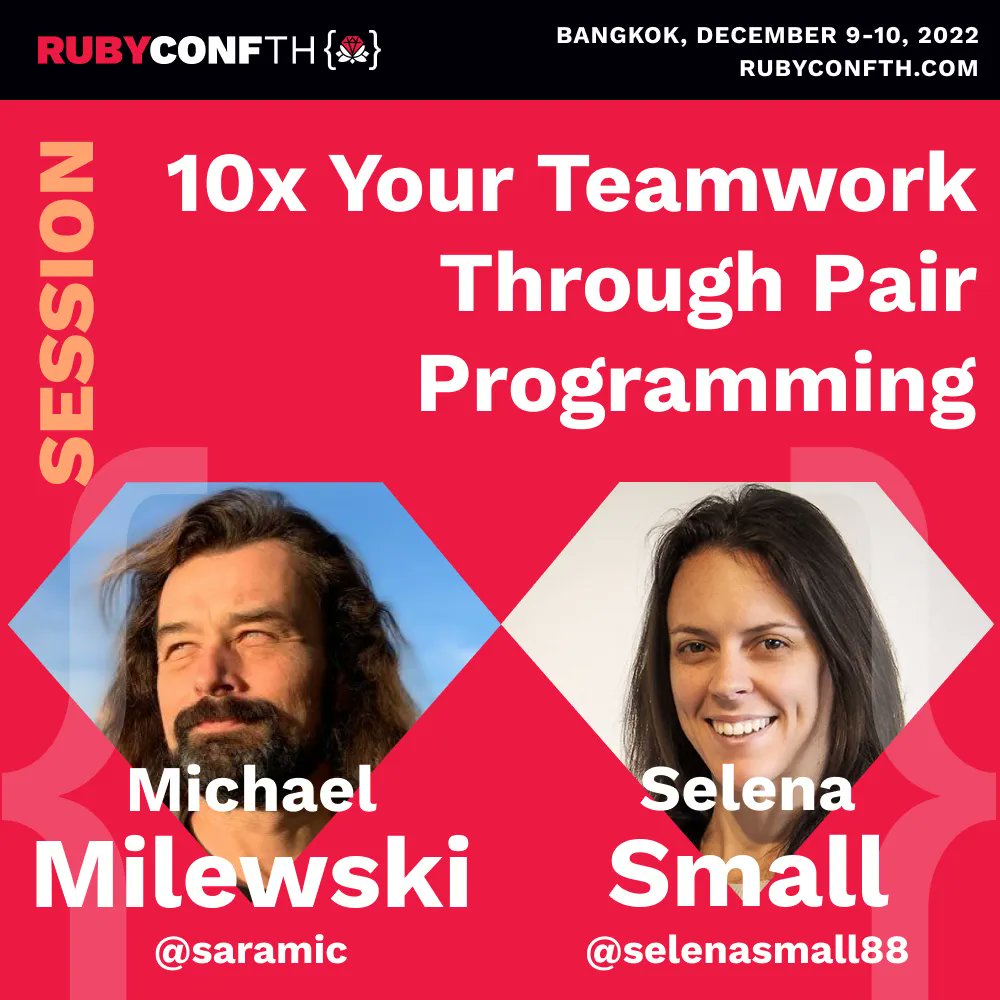 RUBYCONFTH{}
BANGKOK, DECEMBER 9-10, 2022
RUBYCONFTH.COM
SESSION
10x Your Teamwork
Through Pair
Programming
Michael
Milewski
@saramic
Selena
Small
@selenasmall88